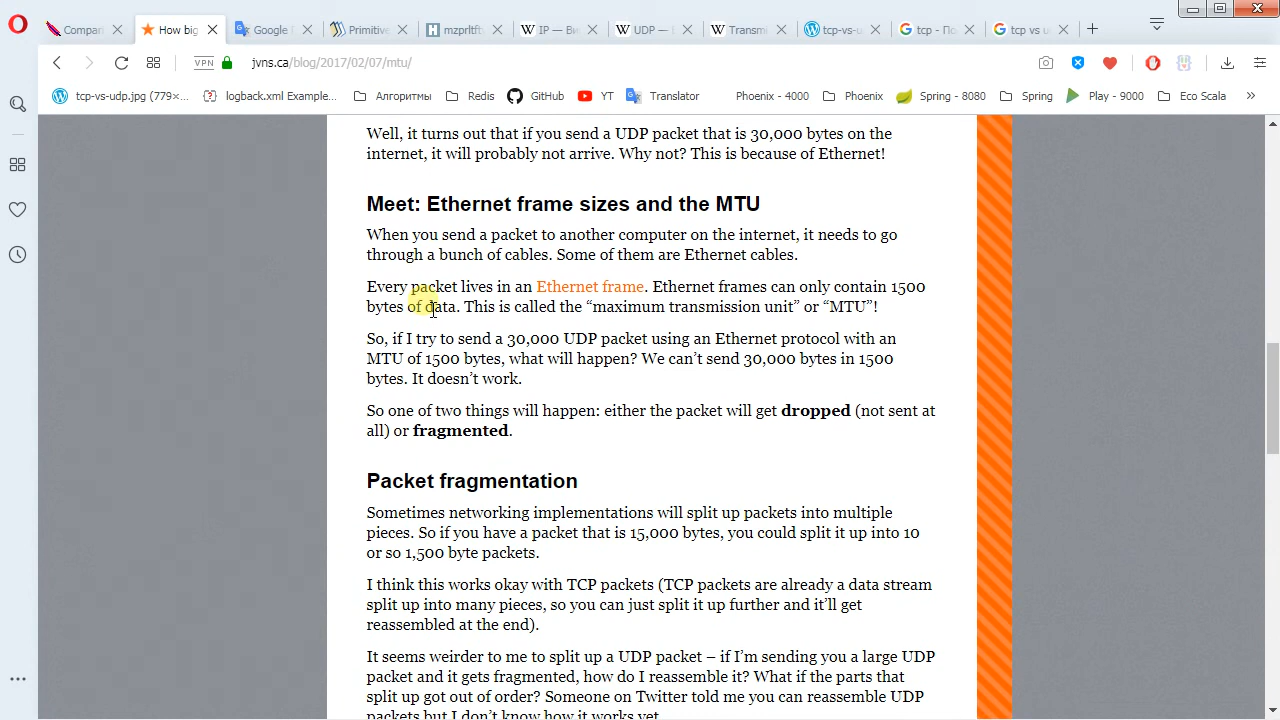 Compari
How big
Google
Primitive
mzprltft
IP — Ви
UDP —
Transmi
tcp-vs-u
tcp - По
tcp vs u
VPN
jvns.ca/blog/2017/02/07/mtu/
tcp-vs-udp.jpg (779×...
logback.xml Example...
Алгоритмы
Redis
GitHub
YT
Translator
Phoenix - 4000
Phoenix
Spring - 8080
Spring
Play - 9000
Eco Scala
»
Well, it turns out that if you send a UDP packet that is 30,000 bytes on the
internet, it will probably not arrive. Why not? This is because of Ethernet!
Meet: Ethernet frame sizes and the MTU
When you send a packet to another computer on the internet, it needs to go
through a bunch of cables. Some of them are Ethernet cables.
Every packet lives in an Ethernet frame. Ethernet frames can only contain 1500
bytes of data. This is called the “maximum transmission unit” or “MTU”!
So, if I try to send a 30,000 UDP packet using an Ethernet protocol with an
MTU of 1500 bytes, what will happen? We can’t send 30,000 bytes in 1500
bytes. It doesn’t work.
So one of two things will happen: either the packet will get dropped (not sent at
all) or fragmented.
Packet fragmentation
Sometimes networking implementations will split up packets into multiple
pieces. So if you have a packet that is 15,000 bytes, you could split it up into 10
or so 1,500 byte packets.
I think this works okay with TCP packets (TCP packets are already a data stream
split up into many pieces, so you can just split it up further and it’ll get
reassembled at the end).
It seems weirder to me to split up a UDP packet – if I’m sending you a large UDP
packet and it gets fragmented, how do I reassemble it? What if the parts that
split up got out of order? Someone on Twitter told me you can reassemble UDP
packets but I don’t know how it works yet.